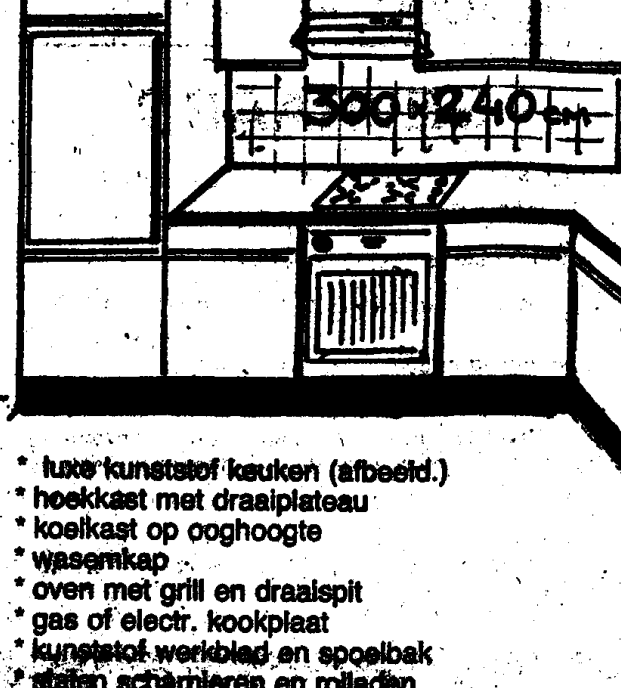 300 x 240 cm
* luxe kunststof keuken (afbeeld.)
* hoekkast met draaiplateau
* koelkast op ooghoogte
* wasemkap
* oven met grill en draaispit
* gas of electr. kookplaat
* kunststof werkblad en spoelbak
* stalen scharnieren en rolladen